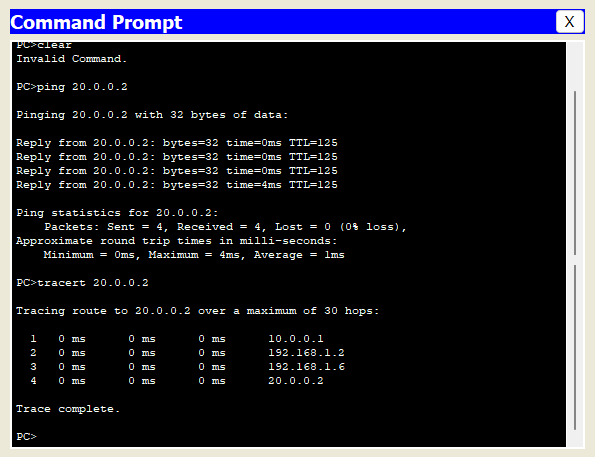 Command Prompt
X
PC>clear
Invalid Command.
PC>ping 20.0.0.2
Pinging 20.0.0.2 with 32 bytes of data:
Reply from 20.0.0.2: bytes=32 time=0ms TTL=125
Reply from 20.0.0.2: bytes=32 time=0ms TTL=125
Reply from 20.0.0.2: bytes=32 time=0ms TTL=125
Reply from 20.0.0.2: bytes=32 time=4ms TTL=125
Ping statistics for 20.0.0.2:
    Packets: Sent = 4, Received = 4, Lost = 0 (0% loss),
Approximate round trip times in milli-seconds:
    Minimum = 0ms, Maximum = 4ms, Average = 1ms
PC>tracert 20.0.0.2
Tracing route to 20.0.0.2 over a maximum of 30 hops:
  1   0 ms      0 ms      0 ms      10.0.0.1
  2   0 ms      0 ms      0 ms      192.168.1.2
  3   0 ms      0 ms      0 ms      192.168.1.6
  4   0 ms      0 ms      0 ms      20.0.0.2
Trace complete.
PC>